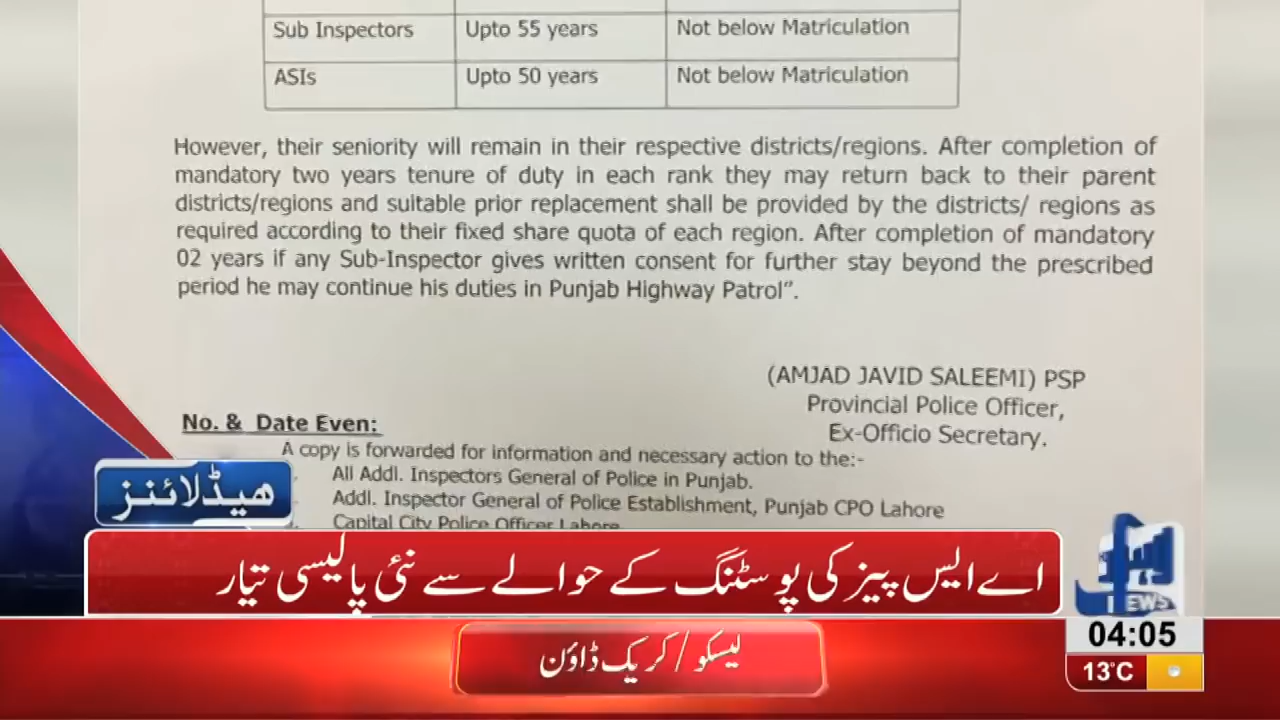 Sub Inspectors Upto 55 years Not below Matriculation
ASIs Upto 50 years Not below Matriculation
However, their seniority will remain in their respective districts/regions. After completion of
mandatory two years tenure of duty in each rank they may return back to their parent
districts/regions and suitable prior replacement shall be provided by the districts/ regions as
required according to their fixed share quota of each region. After completion of mandatory
02 years if any Sub-Inspector gives written consent for further stay beyond the prescribed
period he may continue his duties in Punjab Highway Patrol”.
(AMJAD JAVID SALEEMI) PSP
Provincial Police Officer,
Ex-Officio Secretary.
No. & Date Even:
A copy is forwarded for information and necessary action to the:-
All Addl. Inspectors General of Police in Punjab.
Addl. Inspector General of Police Establishment, Punjab CPO Lahore
Capital City Police Officer Lahore
ھیڈلائنز
اے ایس پیز کی پوسٹنگ کے حوالے سے نئی پالیسی تیار
NEWS
04:05
لیسکو / کریک ڈاؤن
13°C